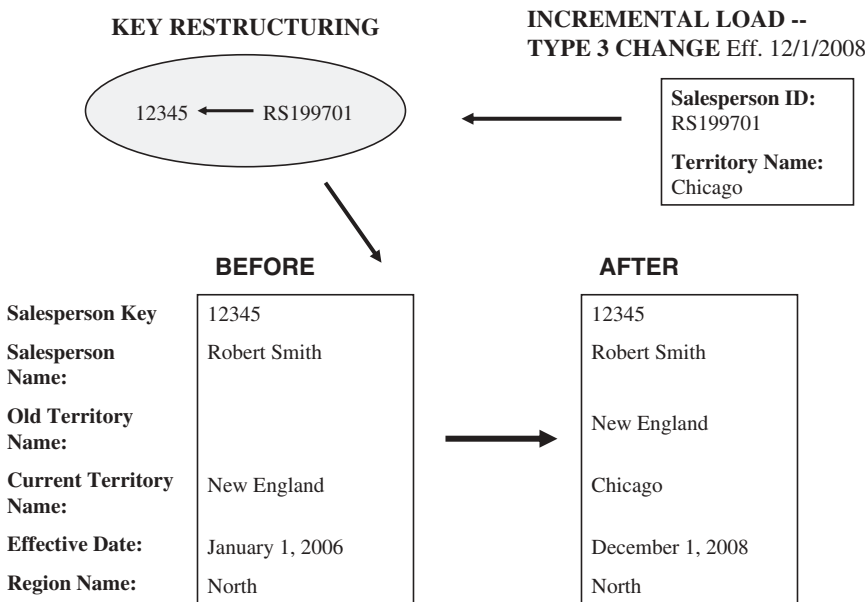 KEY RESTRUCTURING
INCREMENTAL LOAD --
TYPE 3 CHANGE Eff. 12/1/2008
12345 RS199701
Salesperson ID:
RS199701
Territory Name:
Chicago
BEFORE AFTER
Salesperson Key 12345 12345
Salesperson
Name: Robert Smith Robert Smith
Old Territory
Name: New England
Current Territory
Name: New England Chicago
Effective Date: January 1, 2006 December 1, 2008
Region Name: North North